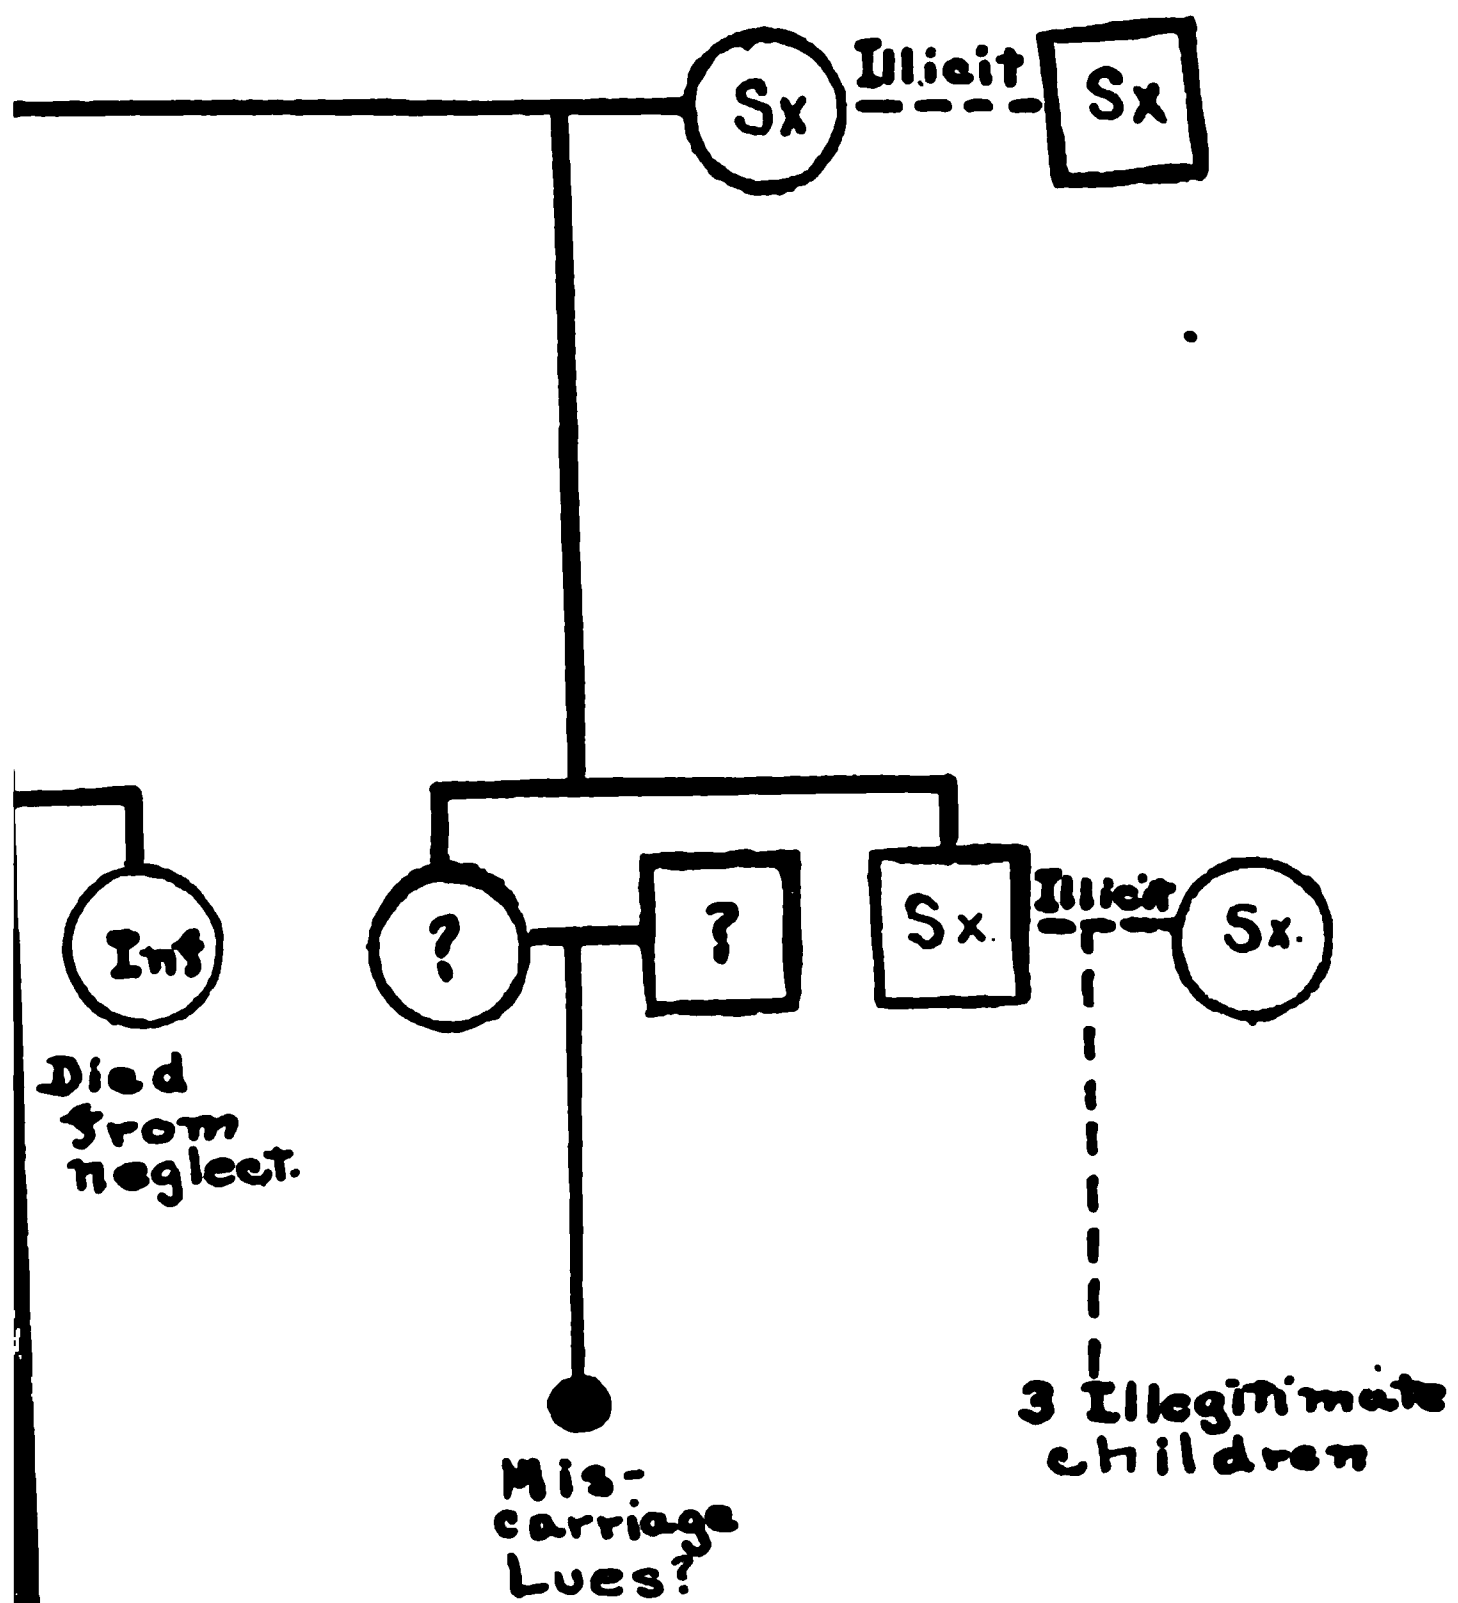 Sx Illicit Sx
Inf ? ? Sx. Illicit Sx.
Died
from
neglect.
3 Illegitimate
children
Mis-
carriage
Lues?